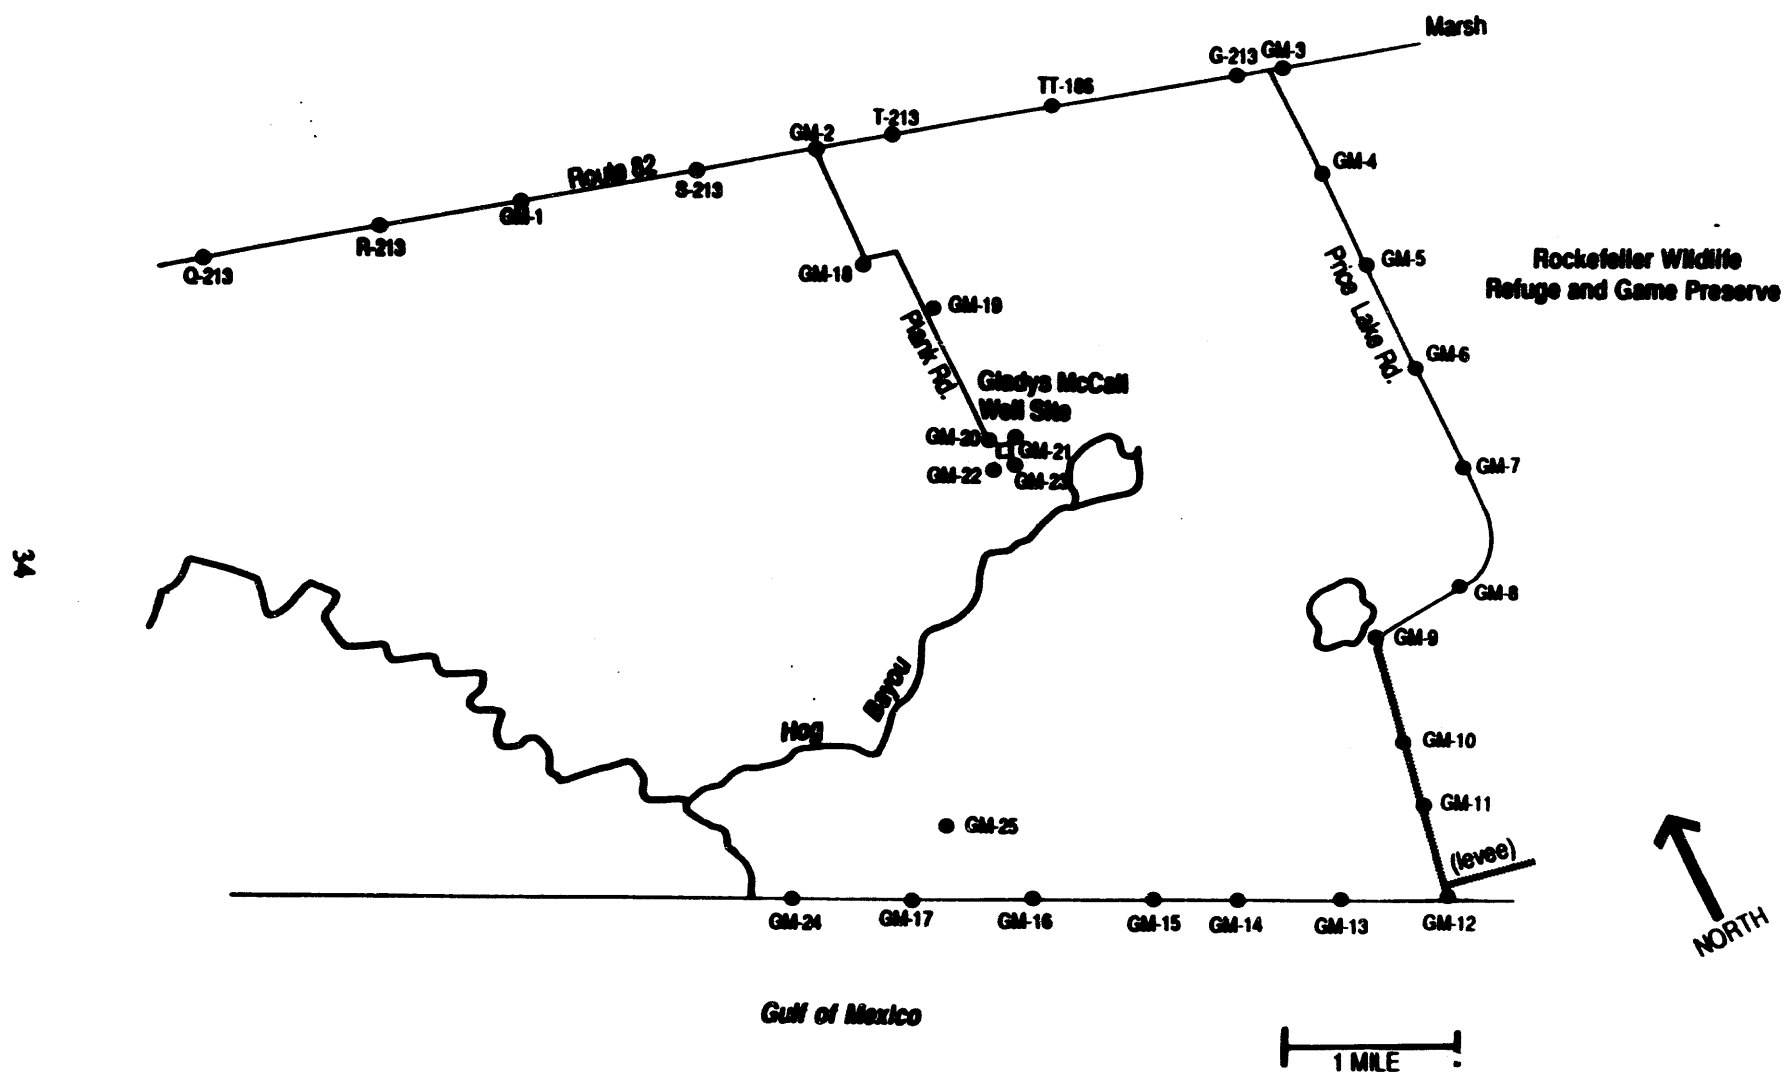 Marsh
G-213 GM-3
TT-186
T-213
GM-2
GM-4
Route 82
S-213
GM-1
R-213
Q-213
GM-18
GM-5
Rockefeller Wildlife
Refuge and Game Preserve
GM-19
Plank Rd.
Price Lake Rd.
GM-6
Gladys McCall
Well Site
GM-20
GM-21
GM-22
GM-23
GM-7
34
GM-8
GM-9
Hog Bayou
GM-10
GM-11
GM-25
(levee)
GM-24
GM-17
GM-16
GM-15
GM-14
GM-13
GM-12
NORTH
Gulf of Mexico
1 MILE